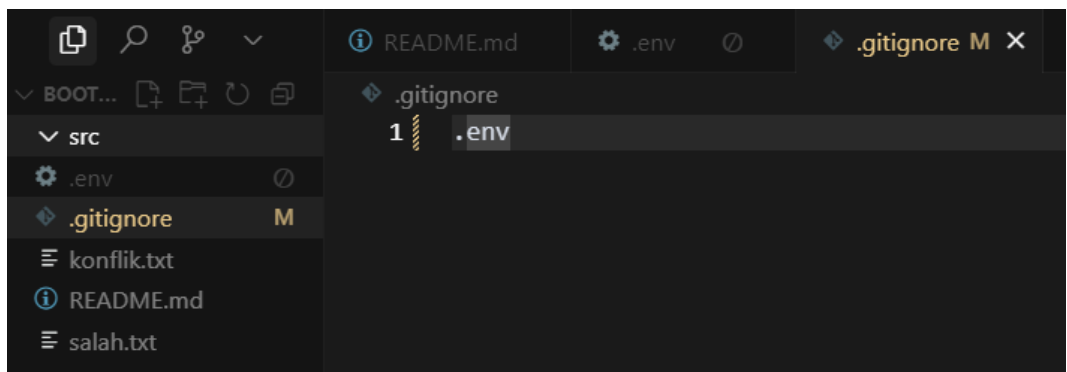 README.md
.env
.gitignore M
BOOT...
.gitignore
src
1 .env
.env
.gitignore M
konflik.txt
README.md
salah.txt